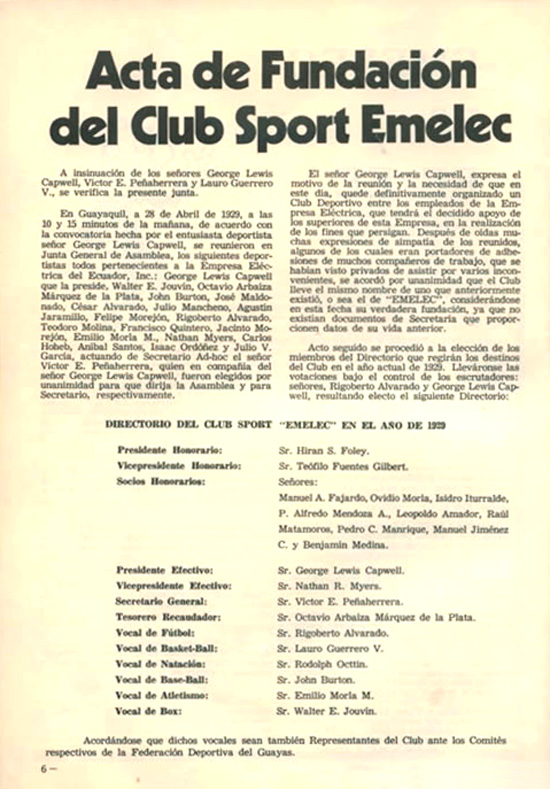 Acta de Fundación
del Club Sport Emelec
A insinuación de los señores George Lewis
Capwell, Victor E. Peñaherrera y Lauro Guerrero
V., se verifica la presente junta.
En Guayaquil, a 28 de Abril de 1929, a las
10 y 15 minutos de la mañana, de acuerdo con
la convocatoria hecha por el entusiasta deportista
señor George Lewis Capwell, se reunieron en
Junta General de Asamblea, los siguientes depor-
tistas todos pertenecientes a la Empresa Eléc-
trica del Ecuador, Inc.: George Lewis Capwell
que la preside, Walter E. Jouvin, Octavio Arbaiza
Márquez de la Plata, John Burton, José Maldo-
nado, César Alvarado, Julio Mancheno, Agustin
Jaramillo, Felipe Morejón, Rigoberto Alvarado,
Teodoro Molina, Francisco Quintero, Jacinto Mo-
rejón, Emilio Moria M., Nathan Myers, Carlos
Hoheb, Aníbal Santos, Isaac Ordóñez y Julio V.
García, actuando de Secretario Ad-hoc el señor
Víctor E. Peñaherrera, quien en compañía del
señor George Lewis Capwell, fueron elegidos por
unanimidad para que dirija la Asamblea y para
Secretario, respectivamente.
El señor George Lewis Capwell, expresa el
motivo de la reunión y la necesidad de que en
este día, quede definitivamente organizado un
Club Deportivo entre los empleados de la Em-
presa Eléctrica, que tendrá el decidido apoyo de
los superiores de esta Empresa, en la realización
de los fines que persigan. Después de oídas mu-
chas expresiones de simpatía de los reunidos,
algunos de los cuales eran portadores de adhe-
siones de muchos compañeros de trabajo, que se
habían visto privados de asistir por varios incon-
venientes, se acordó por unanimidad que el Club
lleve el mismo nombre de uno que anteriormente
existió, o sea el de "EMELEC", considerándose
en esta fecha su verdadera fundación, ya que no
existían documentos de Secretaría que propor-
cionen datos de su vida anterior.
Acto seguido se procedió a la elección de los
miembros del Directorio que regirán los destinos
del Club en el año actual de 1929. Lleváronse las
votaciones bajo el control de los escrutadores:
señores, Rigoberto Alvarado y George Lewis Cap-
well, resultando electo el siguiente Directorio:
DIRECTORIO DEL CLUB SPORT "EMELEC" EN EL AÑO DE 1929
Presidente Honorario: Sr. Hiran S. Foley.
Vicepresidente Honorario: Sr. Teófilo Fuentes Gilbert.
Socios Honorarios: Señores:
Manuel A. Fajardo, Ovidio Moria, Isidro Iturralde,
P. Alfredo Mendoza A., Leopoldo Amador, Raúl
Matamoros, Pedro C. Manrique, Manuel Jiménez
C. y Benjamin Medina.
Presidente Efectivo: Sr. George Lewis Capwell.
Vicepresidente Efectivo: Sr. Nathan R. Myers.
Secretario General: Sr. Victor E. Peñaherrera.
Tesorero Recaudador: Sr. Octavio Arbaiza Márquez de la Plata.
Vocal de Fútbol: Sr. Rigoberto Alvarado.
Vocal de Basket-Ball: Sr. Lauro Guerrero V.
Vocal de Natación: Sr. Rodolph Octtin.
Vocal de Base-Ball: Sr. John Burton.
Vocal de Atletismo: Sr. Emilio Moria M.
Vocal de Box: Sr. Walter E. Jouvin.
Acordándose que dichos vocales sean también Representantes del Club ante los Comités
respectivos de la Federación Deportiva del Guayas.
6 —